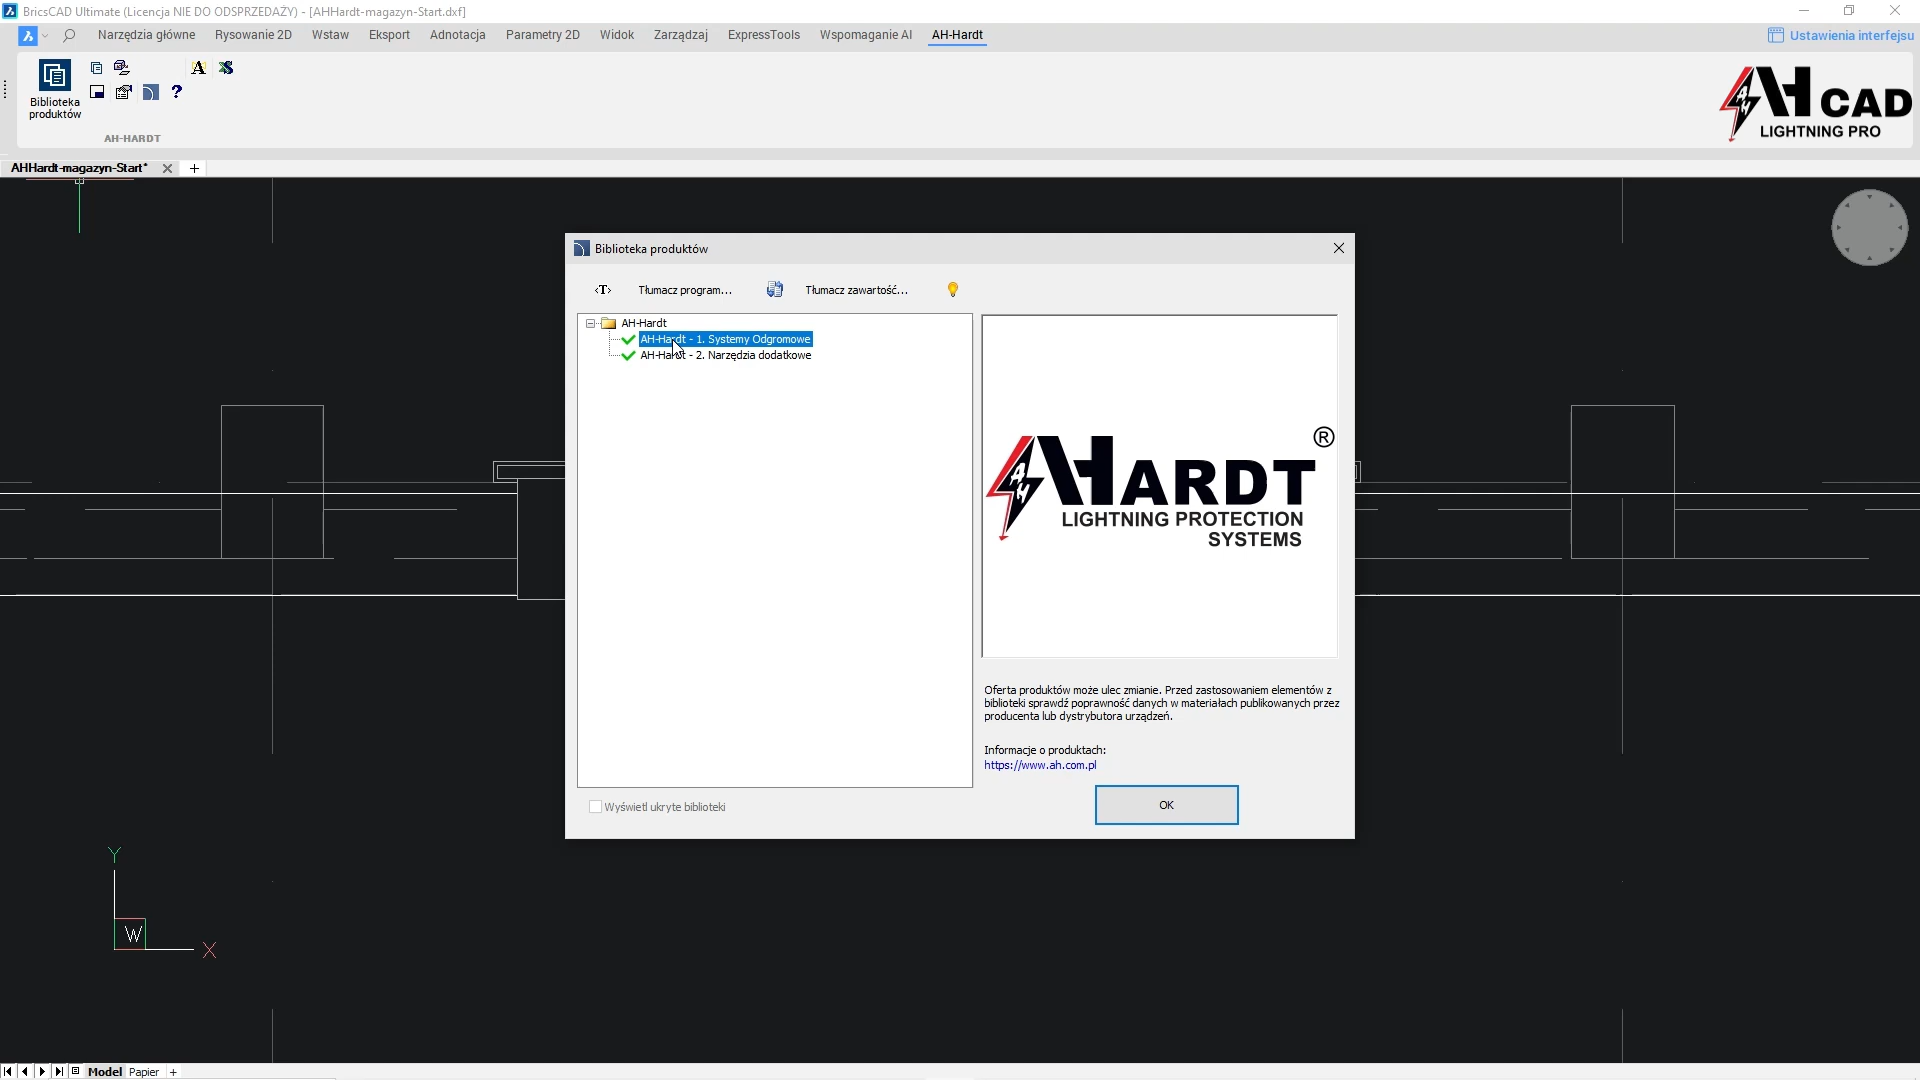 BricsCAD Ultimate (Licencja NIE DO ODSPRZEDAŻY) - [AHHardt-magazyn-Start.dxf]
Narzędzia główne Rysowanie 2D Wstaw Eksport Adnotacja Parametry 2D Widok Zarządzaj ExpressTools Wspomaganie AI AH-Hardt Ustawienia interfejsu
Biblioteka
produktów
AH-HARDT
AH CAD
LIGHTNING PRO
AHHardt-magazyn-Start*
Biblioteka produktów
<T> Tłumacz program... Tłumacz zawartość...
AH-Hardt
AH-Hardt - 1. Systemy Odgromowe
AH-Hardt - 2. Narzędzia dodatkowe
AHARDT®
LIGHTNING PROTECTION
SYSTEMS
Oferta produktów może ulec zmianie. Przed zastosowaniem elementów z
biblioteki sprawdź poprawność danych w materiałach publikowanych przez
producenta lub dystrybutora urządzeń.
Informacje o produktach:
https://www.ah.com.pl
Wyświetl ukryte biblioteki
OK
Y
W
X
Model Papier +